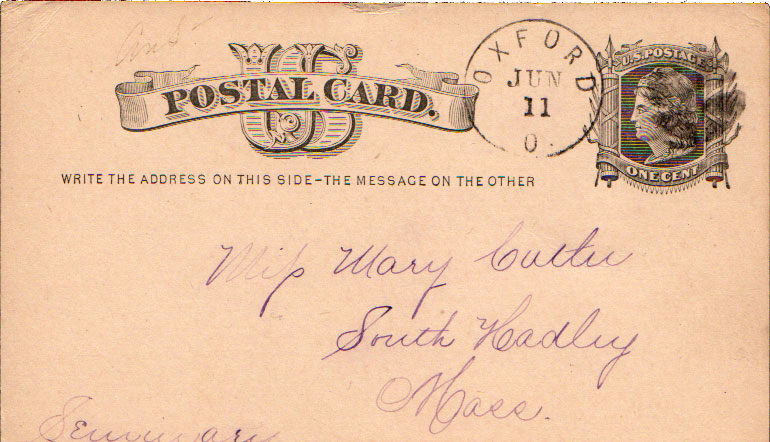 Ans
US
POSTAL CARD.
OXFORD
JUN
11
O.
U.S. POSTAGE
ONE CENT
WRITE THE ADDRESS ON THIS SIDE–THE MESSAGE ON THE OTHER
Miss Mary Cutler
South Hadley
Mass.
Seminary